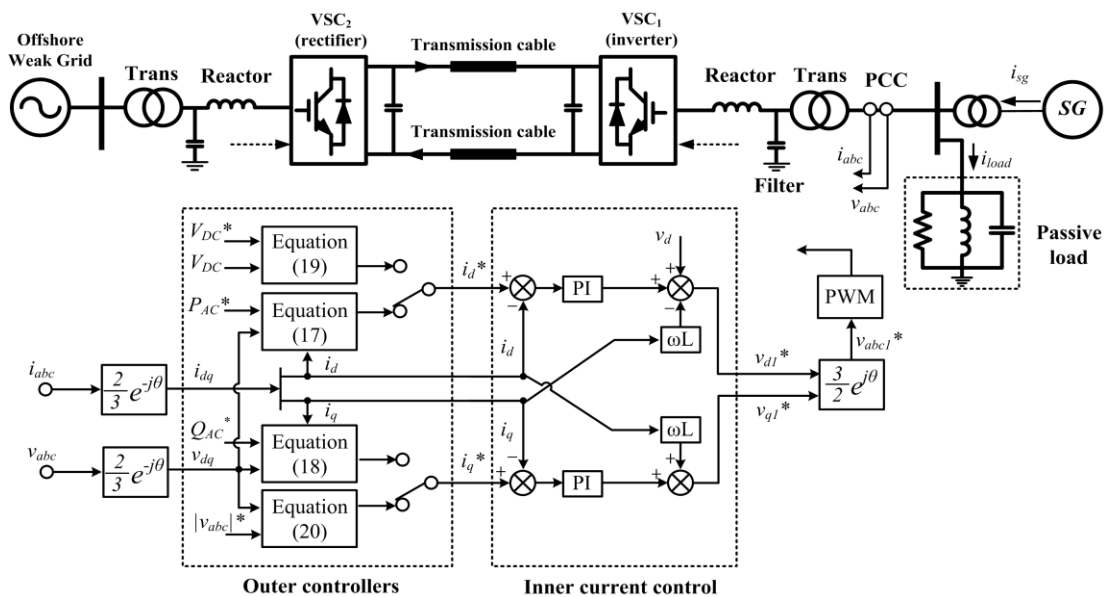 Offshore
Weak Grid
Trans
Reactor
VSC2
(rectifier)
Transmission cable
Transmission cable
VSC1
(inverter)
Reactor
Trans
PCC
isg
SG
Filter
iabc
vabc
iload
Passive
load
VDC*
VDC
Equation
(19)
PAC*
Equation
(17)
id*
iabc
2/3 e-jθ
idq
id
iq
QAC*
vdq
Equation
(18)
vabc
2/3 e-jθ
|vabc|*
Equation
(20)
iq*
Outer controllers
+
−
PI
vd
+
+
−
ωL
id
iq
ωL
−
+
PI
+
+
Inner current control
vd1*
vq1*
3/2 ejθ
vabc1*
PWM